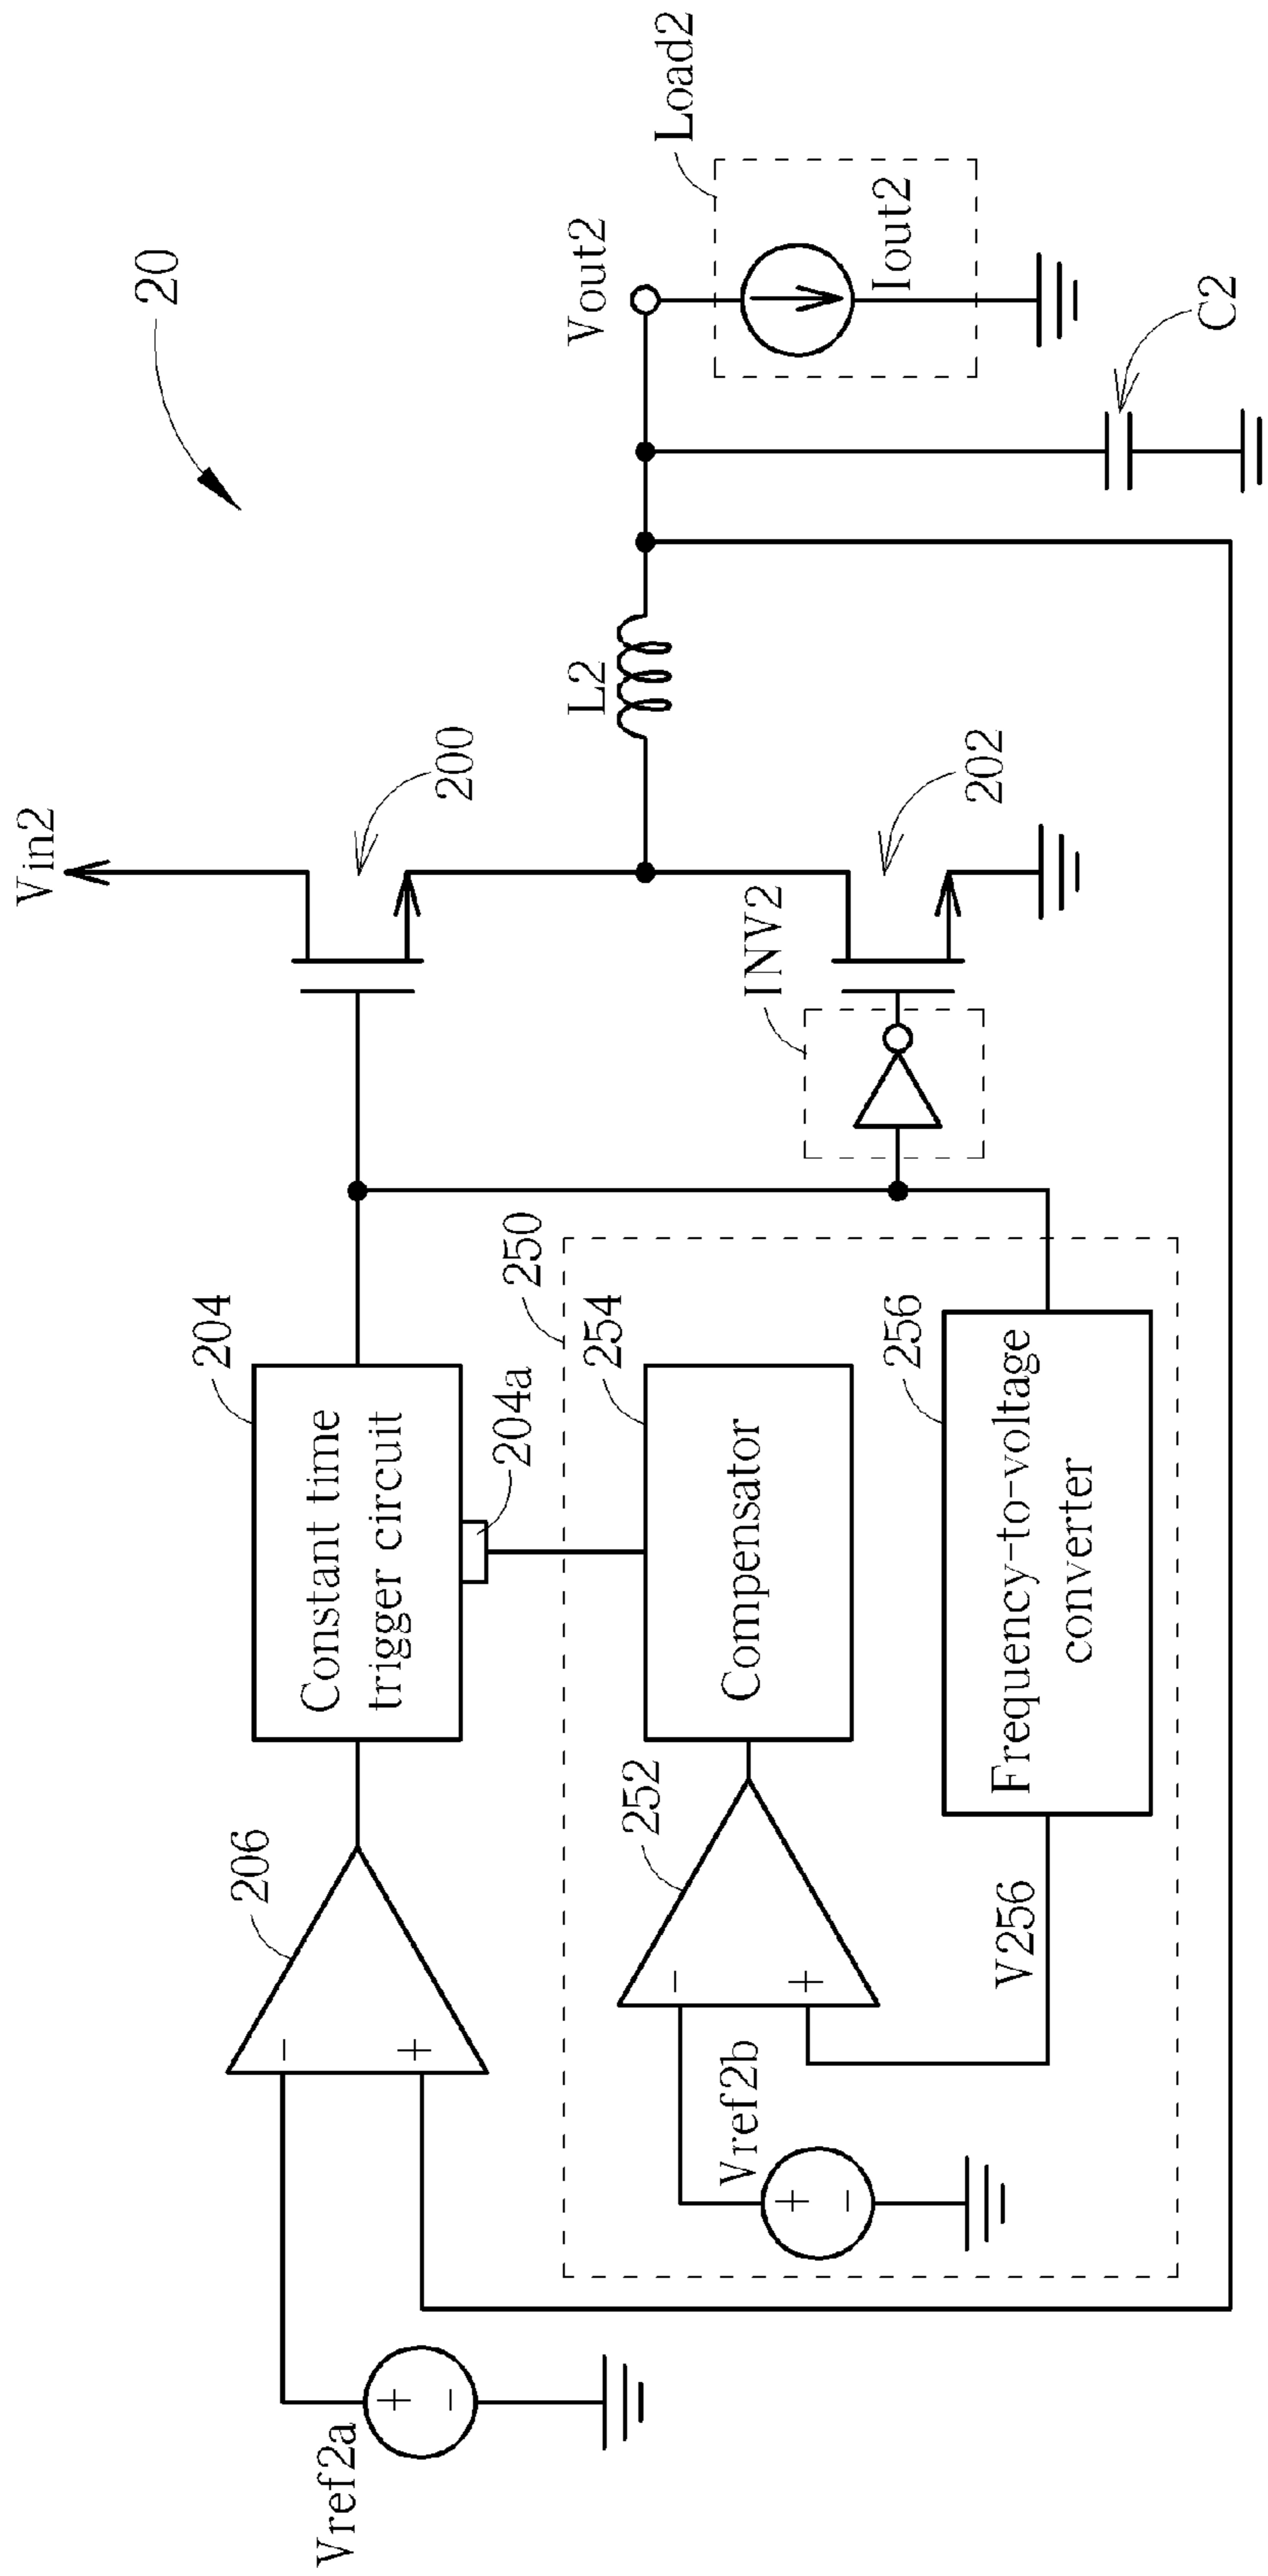 20
Vin2
200
Vout2
Load2
Iout2
C2
L2
202
INV2
204
Constant time
trigger circuit
204a
250
206
−
+
Vref2a
+
−
254
Compensator
252
−
+
Vref2b
+
−
256
Frequency-to-voltage
converter
V256